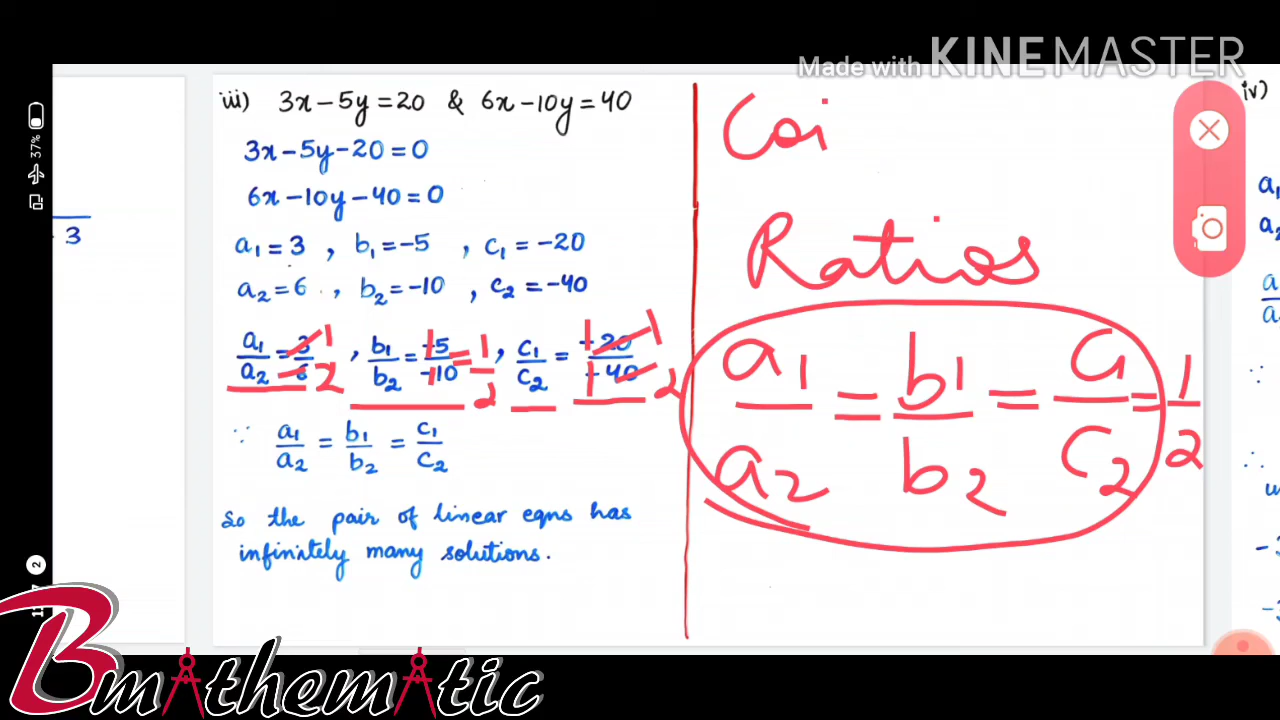 Made with KINEMASTER
37%
2
3
iii) 3x-5y=20 & 6x-10y=40
3x-5y-20=0
6x-10y-40=0
a₁=3, b₁=-5, c₁=-20
a₂=6, b₂=-10, c₂=-40
a₁/a₂=3/6 1/2, b₁/b₂=-5/-10=1/2, c₁/c₂=-20/-40 1/2
∵ a₁/a₂ = b₁/b₂ = c₁/c₂
So the pair of linear eqns has
infinitely many solutions.
Coi
Ratios
a₁/a₂ = b₁/b₂ = c₁/c₂ = 1/2
iv)
a₁
a₂
a
a
∵
∴
Bmathematic